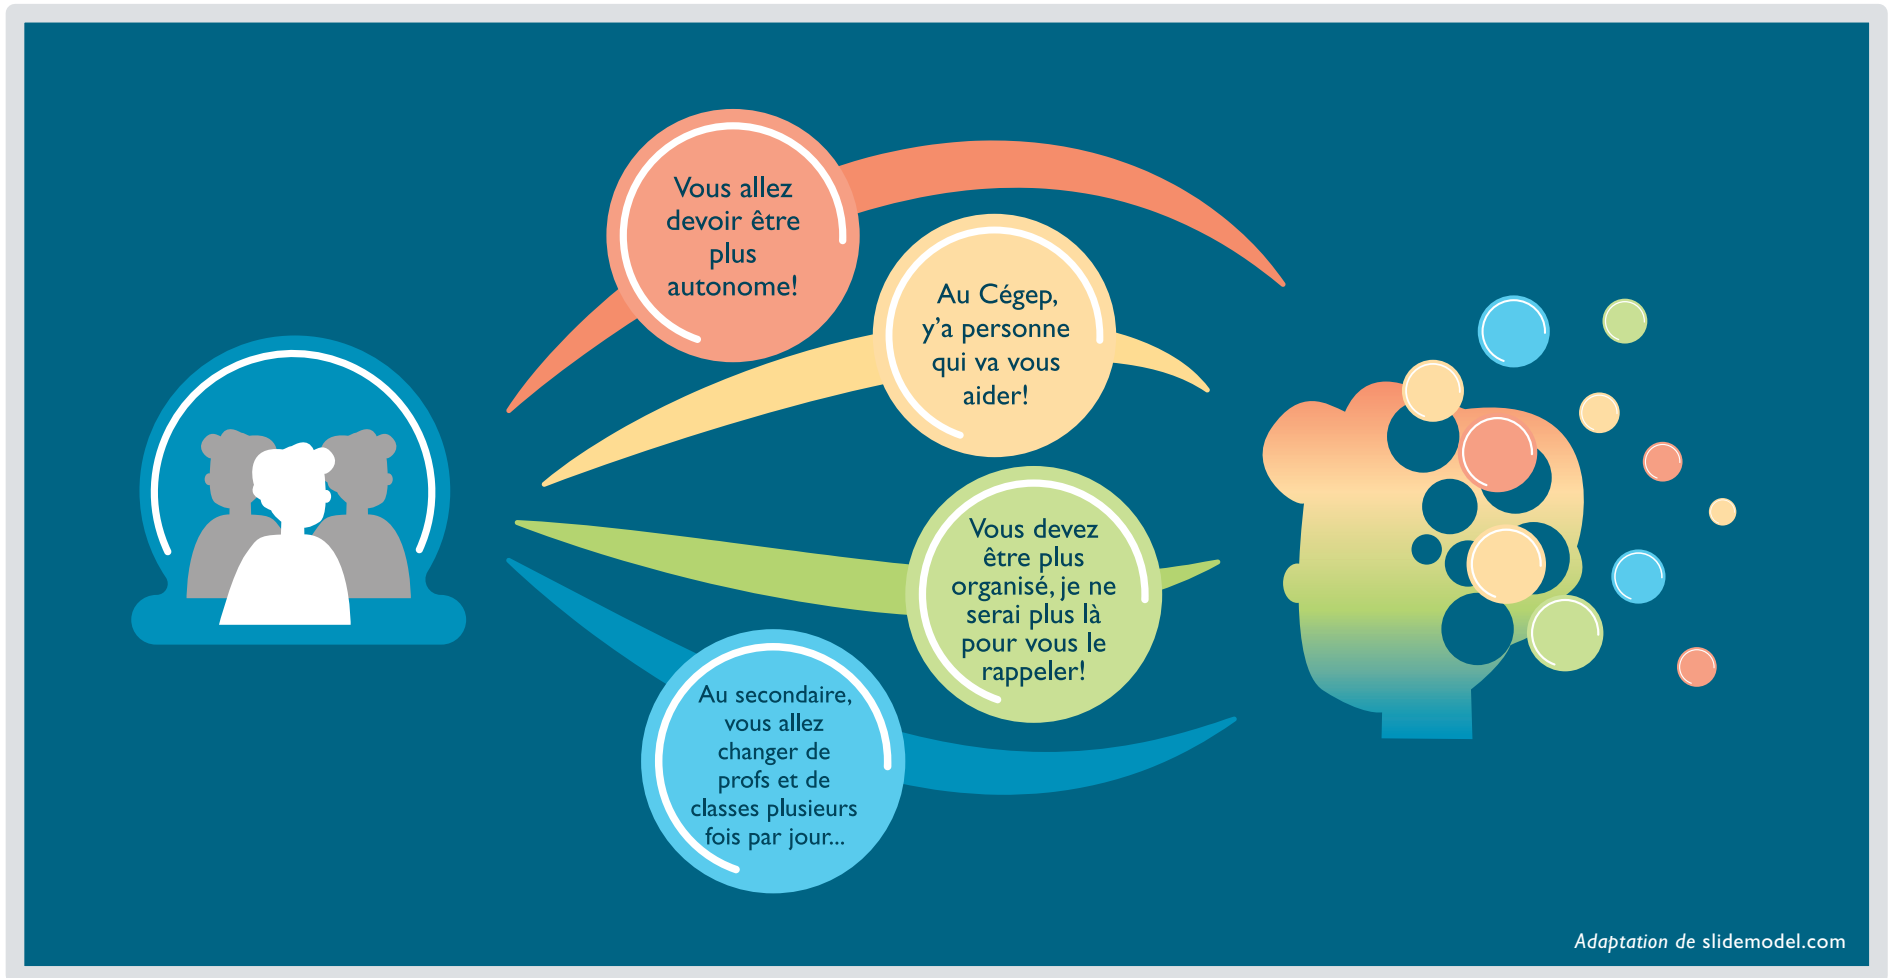 Vous allez
devoir être
plus
autonome!
Au Cégep,
y'a personne
qui va vous
aider!
Vous devez
être plus
organisé, je ne
serai plus là
pour vous le
rappeler!
Au secondaire,
vous allez
changer de
profs et de
classes plusieurs
fois par jour...
Adaptation de slidemodel.com